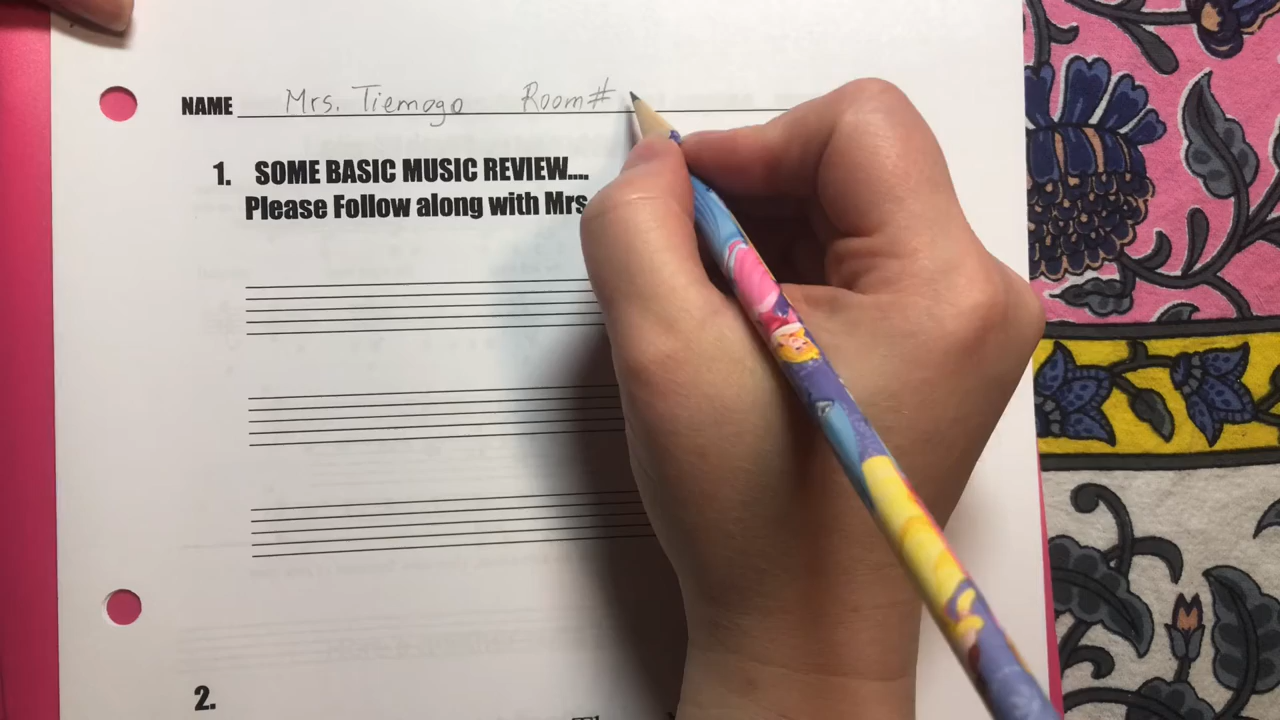 NAME Mrs. Tiemogo Room#
1. SOME BASIC MUSIC REVIEW....
Please Follow along with Mrs
2.